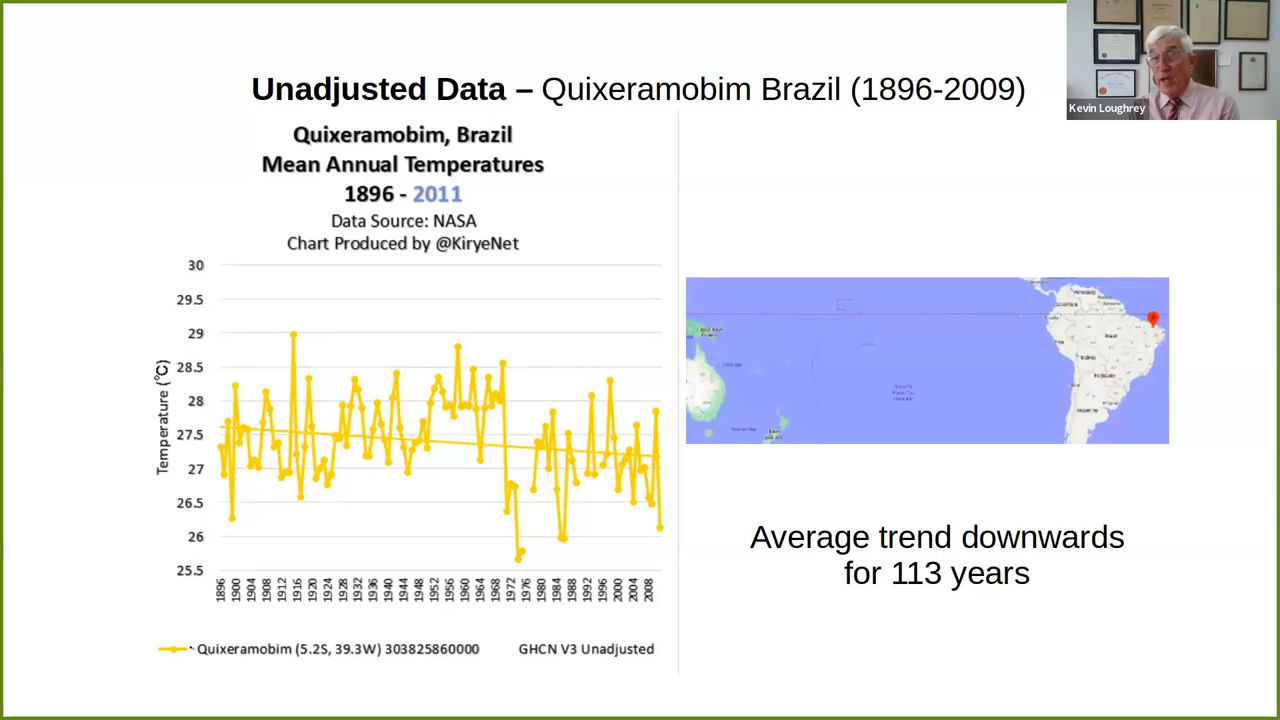 Unadjusted Data – Quixeramobim Brazil (1896-2009)
Kevin Loughrey
Quixeramobim, Brazil
Mean Annual Temperatures
1896 - 2011
Data Source: NASA
Chart Produced by @KiryeNet
Temperature (°C)
30
29.5
29
28.5
28
27.5
27
26.5
26
25.5
1896 1900 1904 1908 1912 1916 1920 1924 1928 1932 1936 1940 1944 1948 1952 1956 1960 1964 1968 1972 1976 1980 1984 1988 1992 1996 2000 2004 2008
Quixeramobim (5.2S, 39.3W) 303825860000
GHCN V3 Unadjusted
Venezuela
Colombia
Brazil
Argentina
Average trend downwards
for 113 years